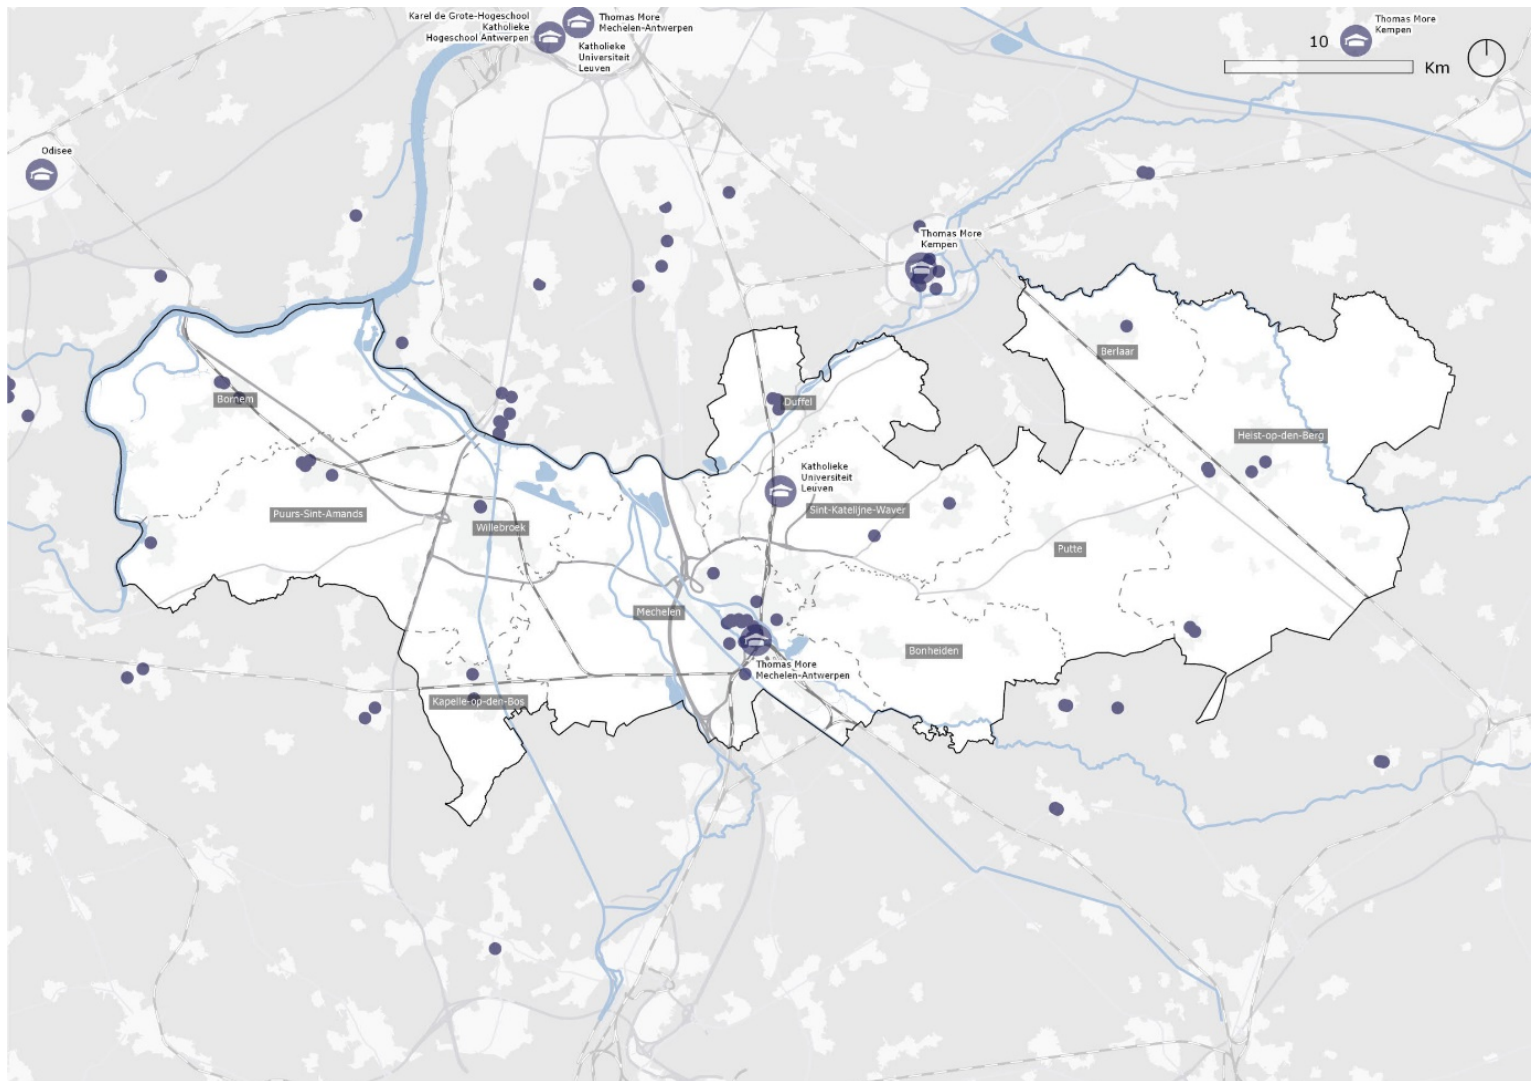 Karel de Grote-Hogeschool
Katholieke
Hogeschool Antwerpen
Thomas More
Mechelen-Antwerpen
Katholieke
Universiteit
Leuven
Thomas More
Kempen
10
Km
Odisee
Thomas More
Kempen
Berlaar
Bornem
Duffel
Heist-op-den-Berg
Katholieke
Universiteit
Leuven
Puurs-Sint-Amands
Willebroek
Sint-Katelijne-Waver
Putte
Mechelen
Bonheiden
Thomas More
Mechelen-Antwerpen
Kapelle-op-den-Bos